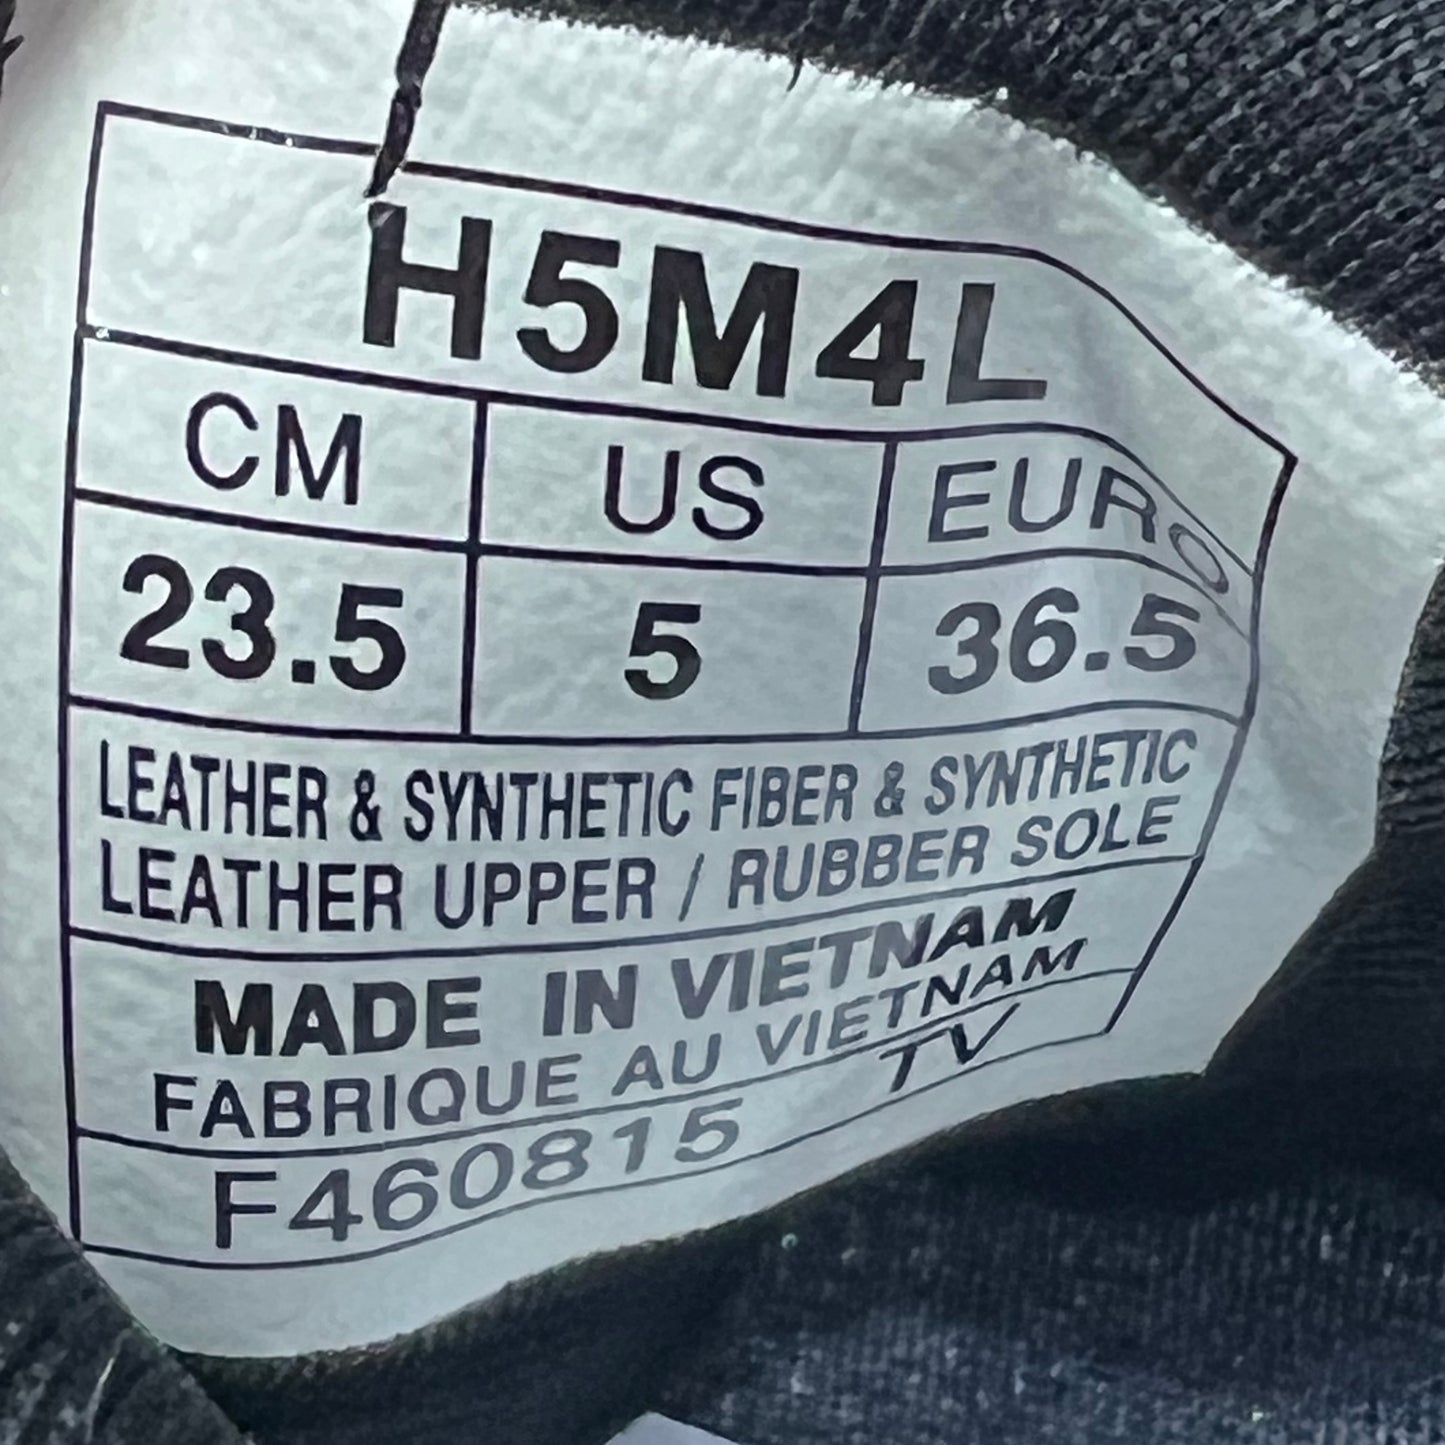 H5M4L
CM US EURO
23.5 5 36.5
LEATHER & SYNTHETIC FIBER & SYNTHETIC
LEATHER UPPER / RUBBER SOLE
MADE IN VIETNAM
FABRIQUE AU VIETNAM
F460815 TV